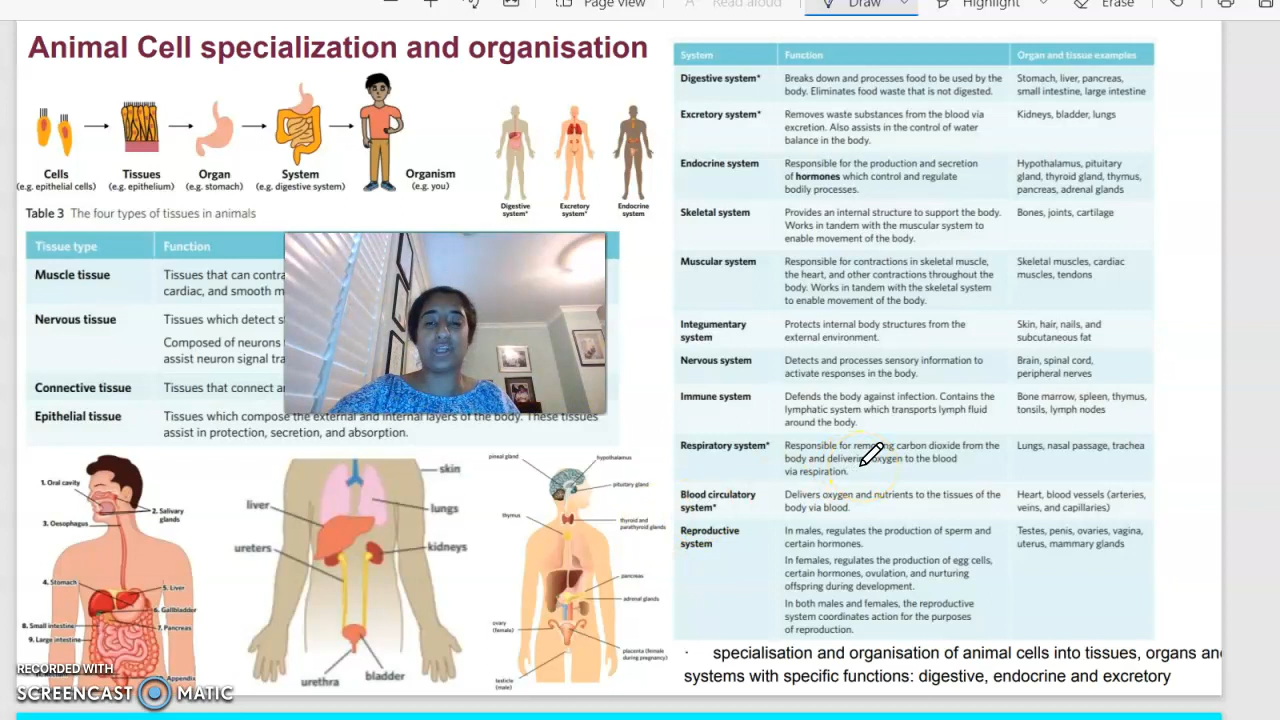 Page view
Read aloud
Draw
Highlight
Erase
Animal Cell specialization and organisation
Cells
(e.g. epithelial cells)
Tissues
(e.g. epithelium)
Organ
(e.g. stomach)
System
(e.g. digestive system)
Organism
(e.g. you)
Digestive
system*
Excretory
system*
Endocrine
system
Table 3 The four types of tissues in animals
Tissue type Function
Muscle tissue Tissues that can
cardiac, and smooth
Nervous tissue Tissues which detect
Composed of neurons
assist neuron signal
Connective tissue Tissues that connect
Epithelial tissue Tissues which compose the external and internal layers of the body. These tissues
assist in protection, secretion, and absorption.
1. Oral cavity
2. Salivary
glands
3. Oesophagus
4. Stomach
5. Liver
6. Gallbladder
7. Pancreas
8. Small intestine
9. Large intestine
Appendix
skin
liver
lungs
ureters
kidneys
urethra
bladder
pineal gland
hypothalamus
pituitary gland
thymus
thyroid and
parathyroid glands
pancreas
adrenal glands
ovary
(female)
placenta (female
during pregnancy)
testicle
(male)
System Function Organ and tissue examples
Digestive system* Breaks down and processes food to be used by the Stomach, liver, pancreas,
body. Eliminates food waste that is not digested. small intestine, large intestine
Excretory system* Removes waste substances from the blood via Kidneys, bladder, lungs
excretion. Also assists in the control of water
balance in the body.
Endocrine system Responsible for the production and secretion Hypothalamus, pituitary
of hormones which control and regulate gland, thyroid gland, thymus,
bodily processes. pancreas, adrenal glands
Skeletal system Provides an internal structure to support the body. Bones, joints, cartilage
Works in tandem with the muscular system to
enable movement of the body.
Muscular system Responsible for contractions in skeletal muscle, Skeletal muscles, cardiac
the heart, and other contractions throughout the muscles, tendons
body. Works in tandem with the skeletal system
to enable movement of the body.
Integumentary Protects internal body structures from the Skin, hair, nails, and
system external environment. subcutaneous fat
Nervous system Detects and processes sensory information to Brain, spinal cord,
activate responses in the body. peripheral nerves
Immune system Defends the body against infection. Contains the Bone marrow, spleen, thymus,
lymphatic system which transports lymph fluid tonsils, lymph nodes
around the body.
Respiratory system* Responsible for carbon dioxide from the Lungs, nasal passage, trachea
body and oxygen to the blood
via respiration.
Blood circulatory Delivers oxygen and nutrients to the tissues of the Heart, blood vessels (arteries,
system* body via blood. veins, and capillaries)
Reproductive In males, regulates the production of sperm and Testes, penis, ovaries, vagina,
system certain hormones. uterus, mammary glands
In females, regulates the production of egg cells,
certain hormones, ovulation, and nurturing
offspring during development.
In both males and females, the reproductive
system coordinates action for the purposes
of reproduction.
· specialisation and organisation of animal cells into tissues, organs
systems with specific functions: digestive, endocrine and excretory
RECORDED WITH
SCREENCAST MATIC